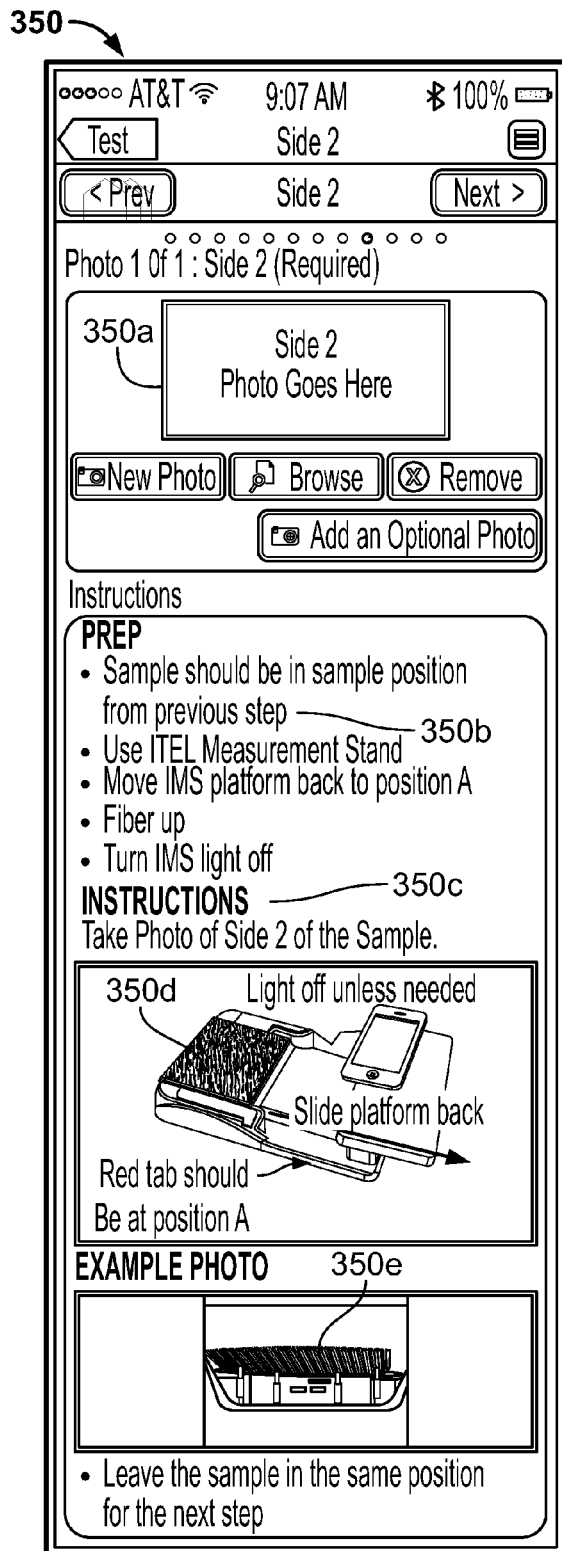 350
AT&T 9:07 AM 100%
Test Side 2
< Prev Side 2 Next >
Photo 1 0f 1 : Side 2 (Required)
350a
Side 2
Photo Goes Here
New Photo Browse Remove
Add an Optional Photo
Instructions
PREP
• Sample should be in sample position
from previous step
350b
• Use ITEL Measurement Stand
• Move IMS platform back to position A
• Fiber up
• Turn IMS light off
350c
INSTRUCTIONS
Take Photo of Side 2 of the Sample.
350d Light off unless needed
Slide platform back
Red tab should
Be at position A
EXAMPLE PHOTO 350e
• Leave the sample in the same position
for the next step